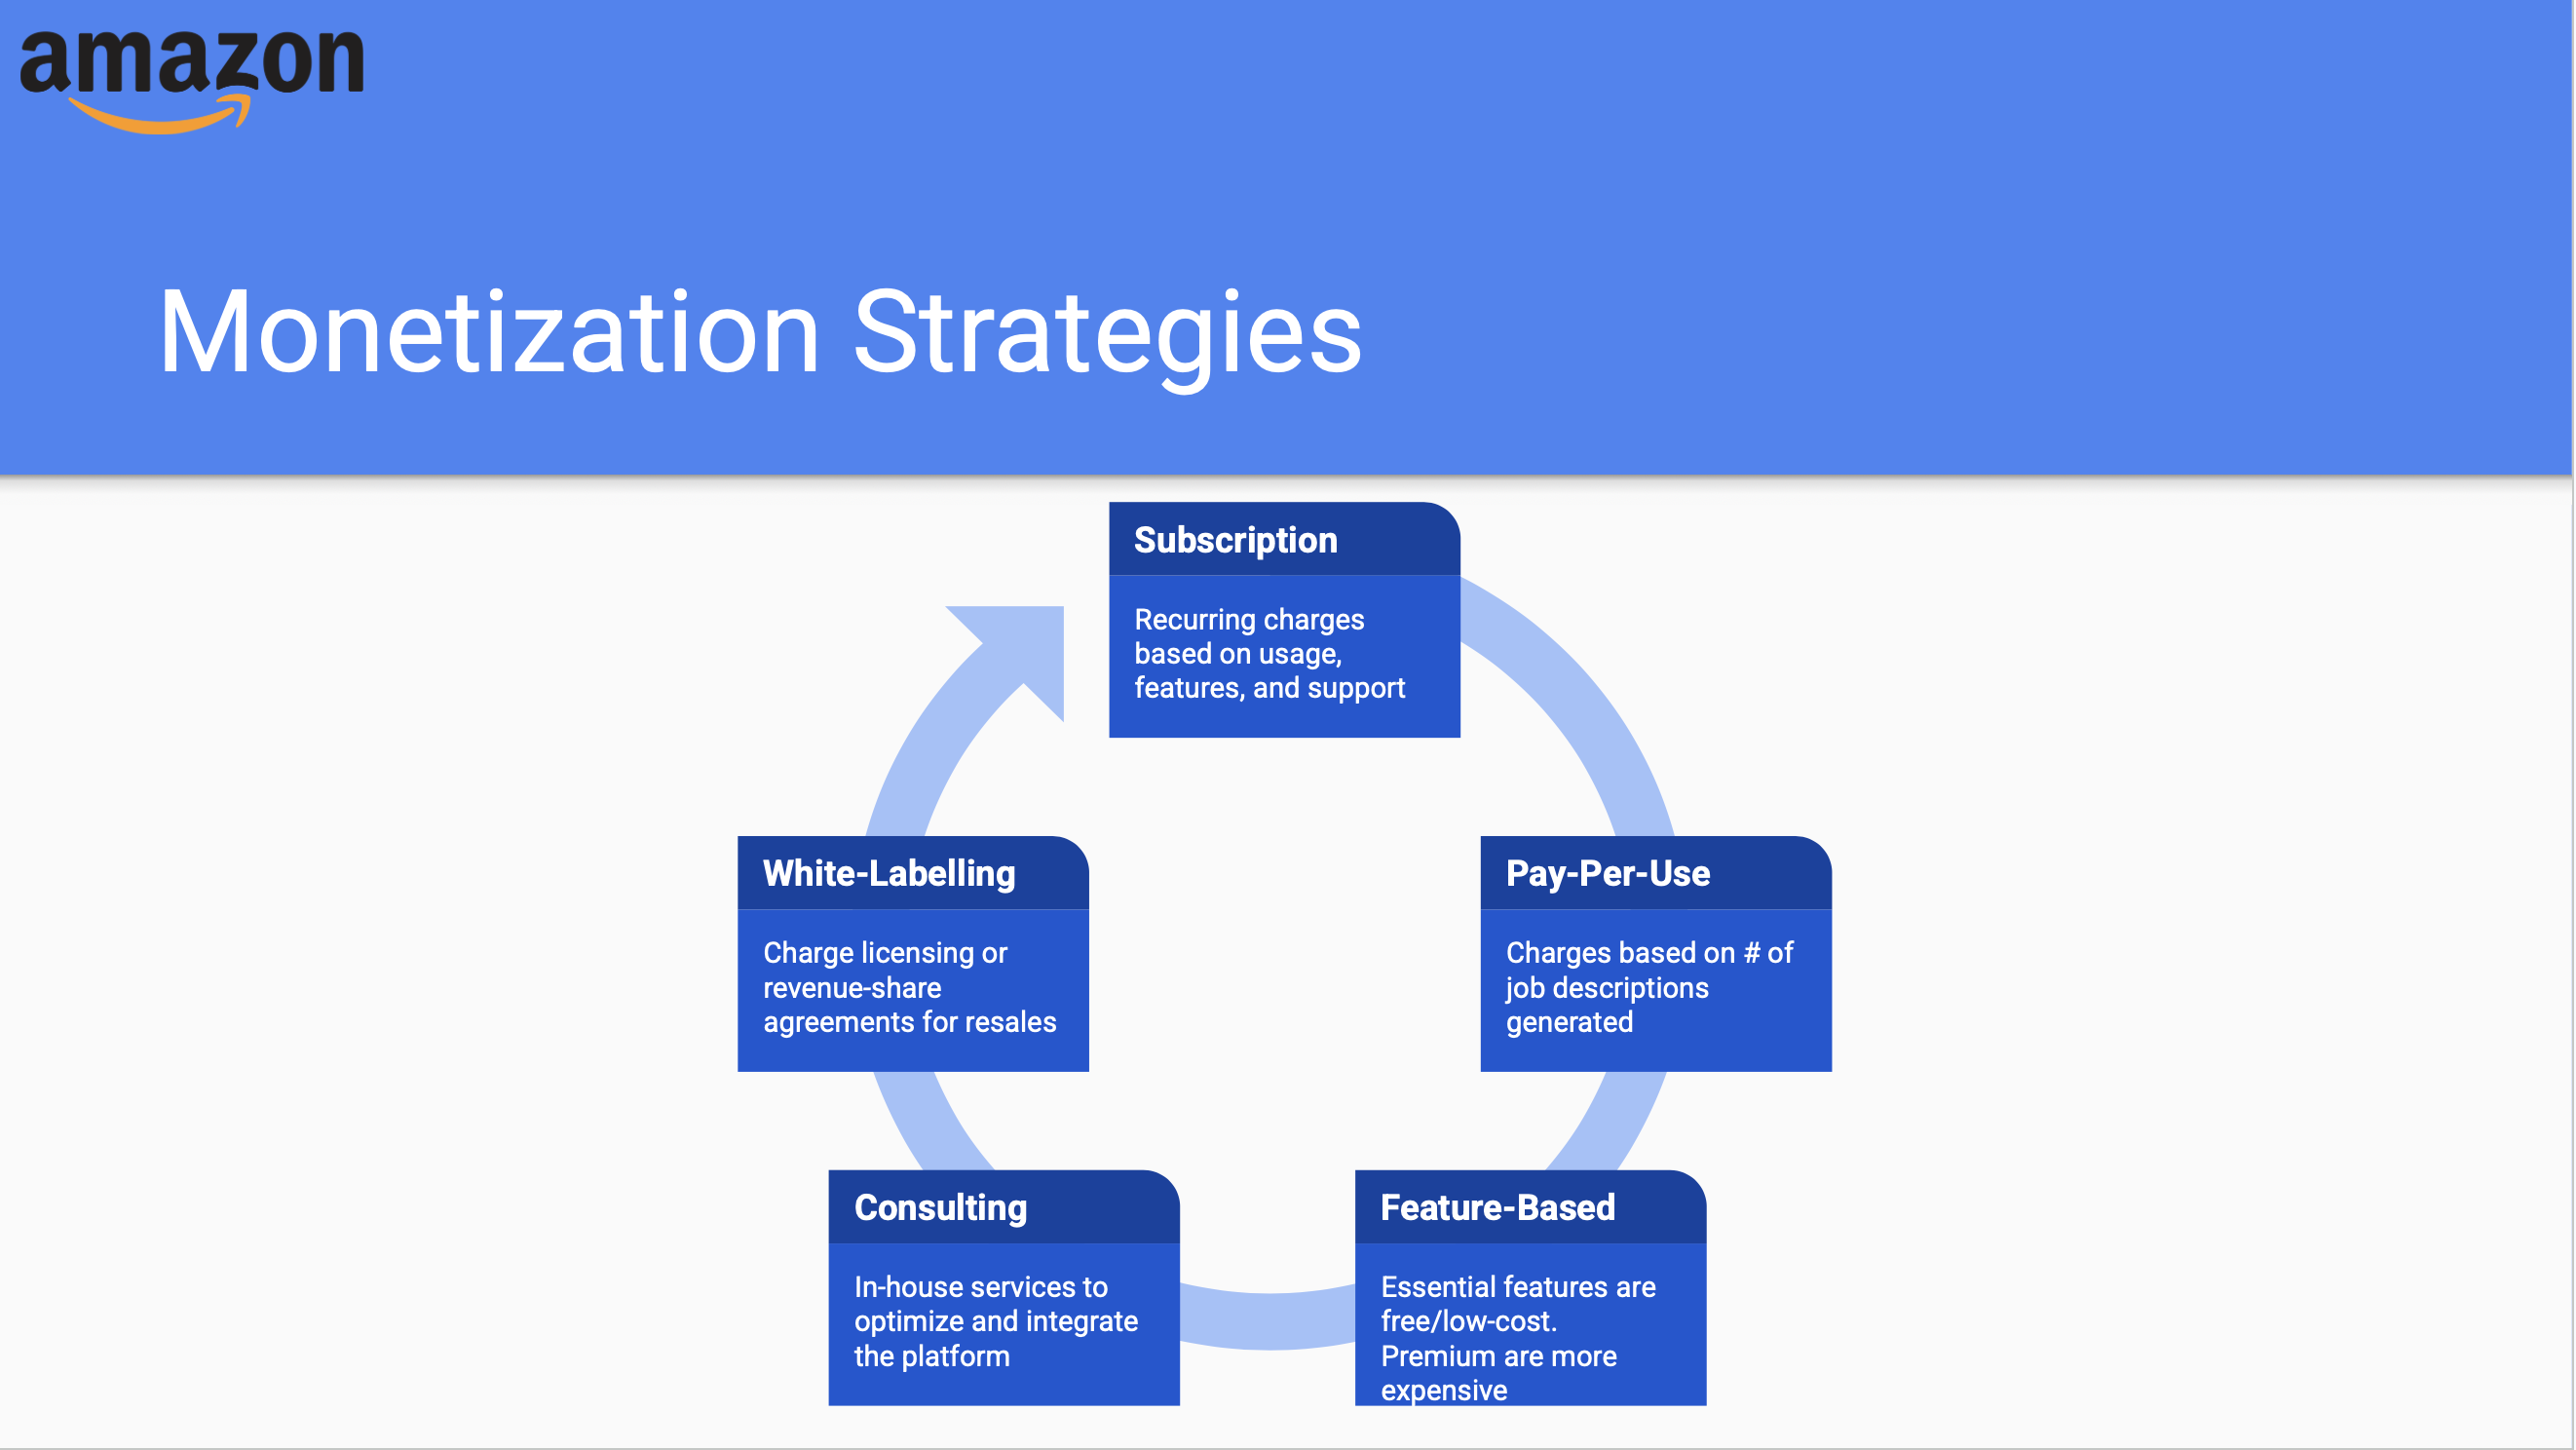 amazon
Monetization Strategies
Subscription
Recurring charges
based on usage,
features, and support
Pay-Per-Use
Charges based on # of
job descriptions
generated
Feature-Based
Essential features are
free/low-cost.
Premium are more
expensive
Consulting
In-house services to
optimize and integrate
the platform
White-Labelling
Charge licensing or
revenue-share
agreements for resales